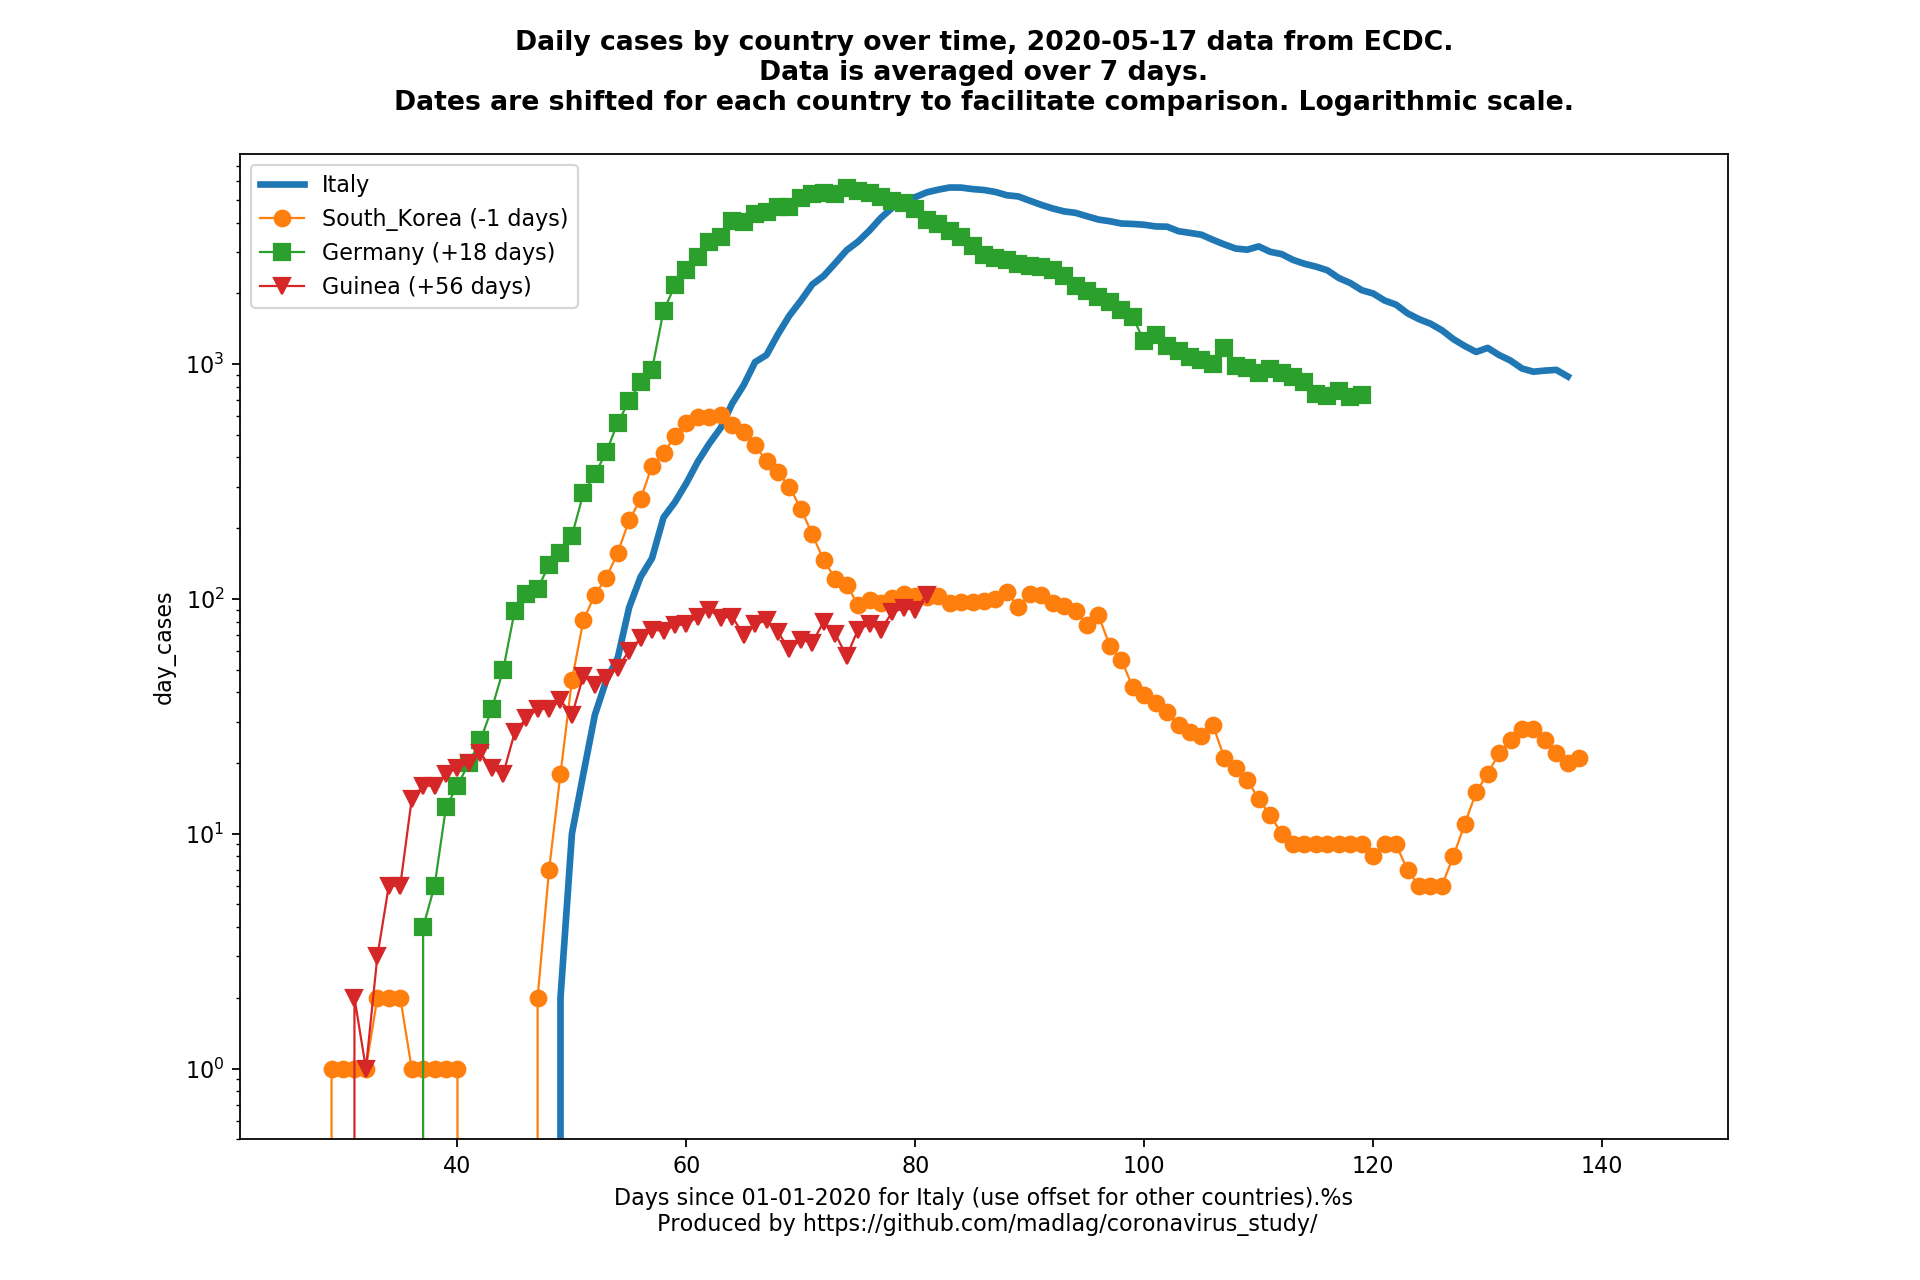 Daily cases by country over time, 2020-05-17 data from ECDC.
Data is averaged over 7 days.
Dates are shifted for each country to facilitate comparison. Logarithmic scale.
Italy
South_Korea (-1 days)
Germany (+18 days)
Guinea (+56 days)
10³
10²
10¹
10⁰
day_cases
40 60 80 100 120 140
Days since 01-01-2020 for Italy (use offset for other countries).%s
Produced by https://github.com/madlag/coronavirus_study/